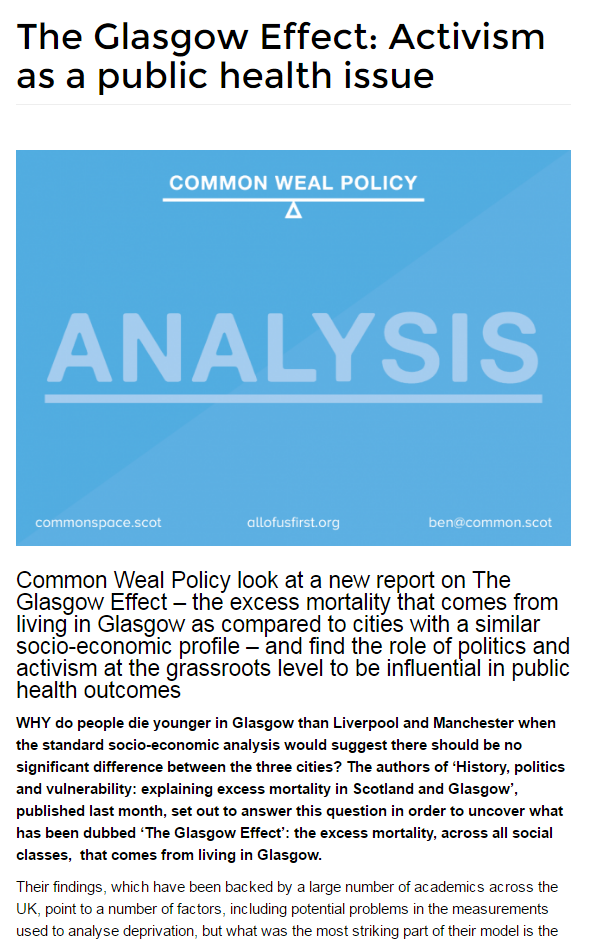 The Glasgow Effect: Activism
as a public health issue
COMMON WEAL POLICY
ANALYSIS
commonspace.scot allofusfirst.org ben@common.scot
Common Weal Policy look at a new report on The
Glasgow Effect – the excess mortality that comes from
living in Glasgow as compared to cities with a similar
socio-economic profile – and find the role of politics and
activism at the grassroots level to be influential in public
health outcomes
WHY do people die younger in Glasgow than Liverpool and Manchester when
the standard socio-economic analysis would suggest there should be no
significant difference between the three cities? The authors of ‘History, politics
and vulnerability: explaining excess mortality in Scotland and Glasgow’,
published last month, set out to answer this question in order to uncover what
has been dubbed ‘The Glasgow Effect’: the excess mortality, across all social
classes,  that comes from living in Glasgow.
Their findings, which have been backed by a large number of academics across the
UK, point to a number of factors, including potential problems in the measurements
used to analyse deprivation, but what was the most striking part of their model is the